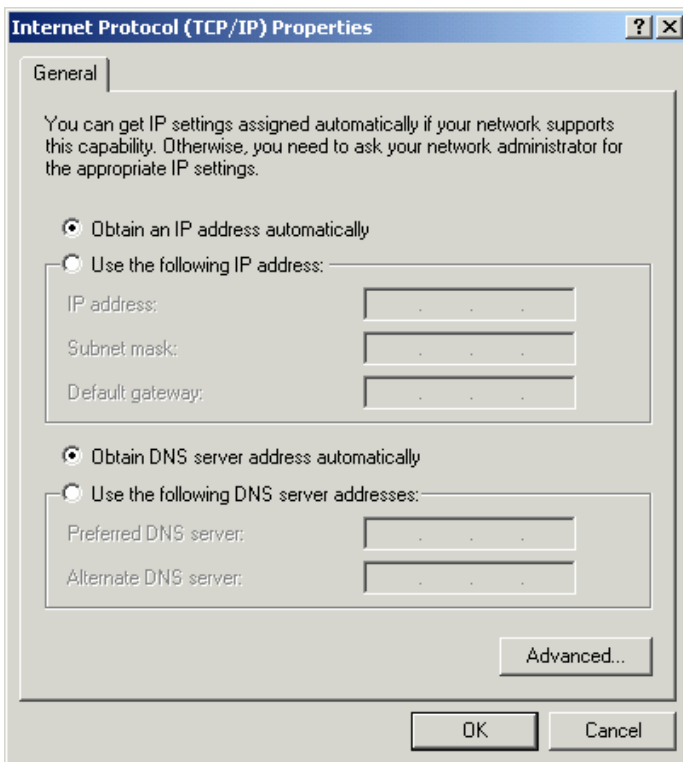 Internet Protocol (TCP/IP) Properties
General
You can get IP settings assigned automatically if your network supports
this capability. Otherwise, you need to ask your network administrator for
the appropriate IP settings.
Obtain an IP address automatically
Use the following IP address:
IP address:
Subnet mask:
Default gateway:
Obtain DNS server address automatically
Use the following DNS server addresses:
Preferred DNS server:
Alternate DNS server:
Advanced...
OK Cancel